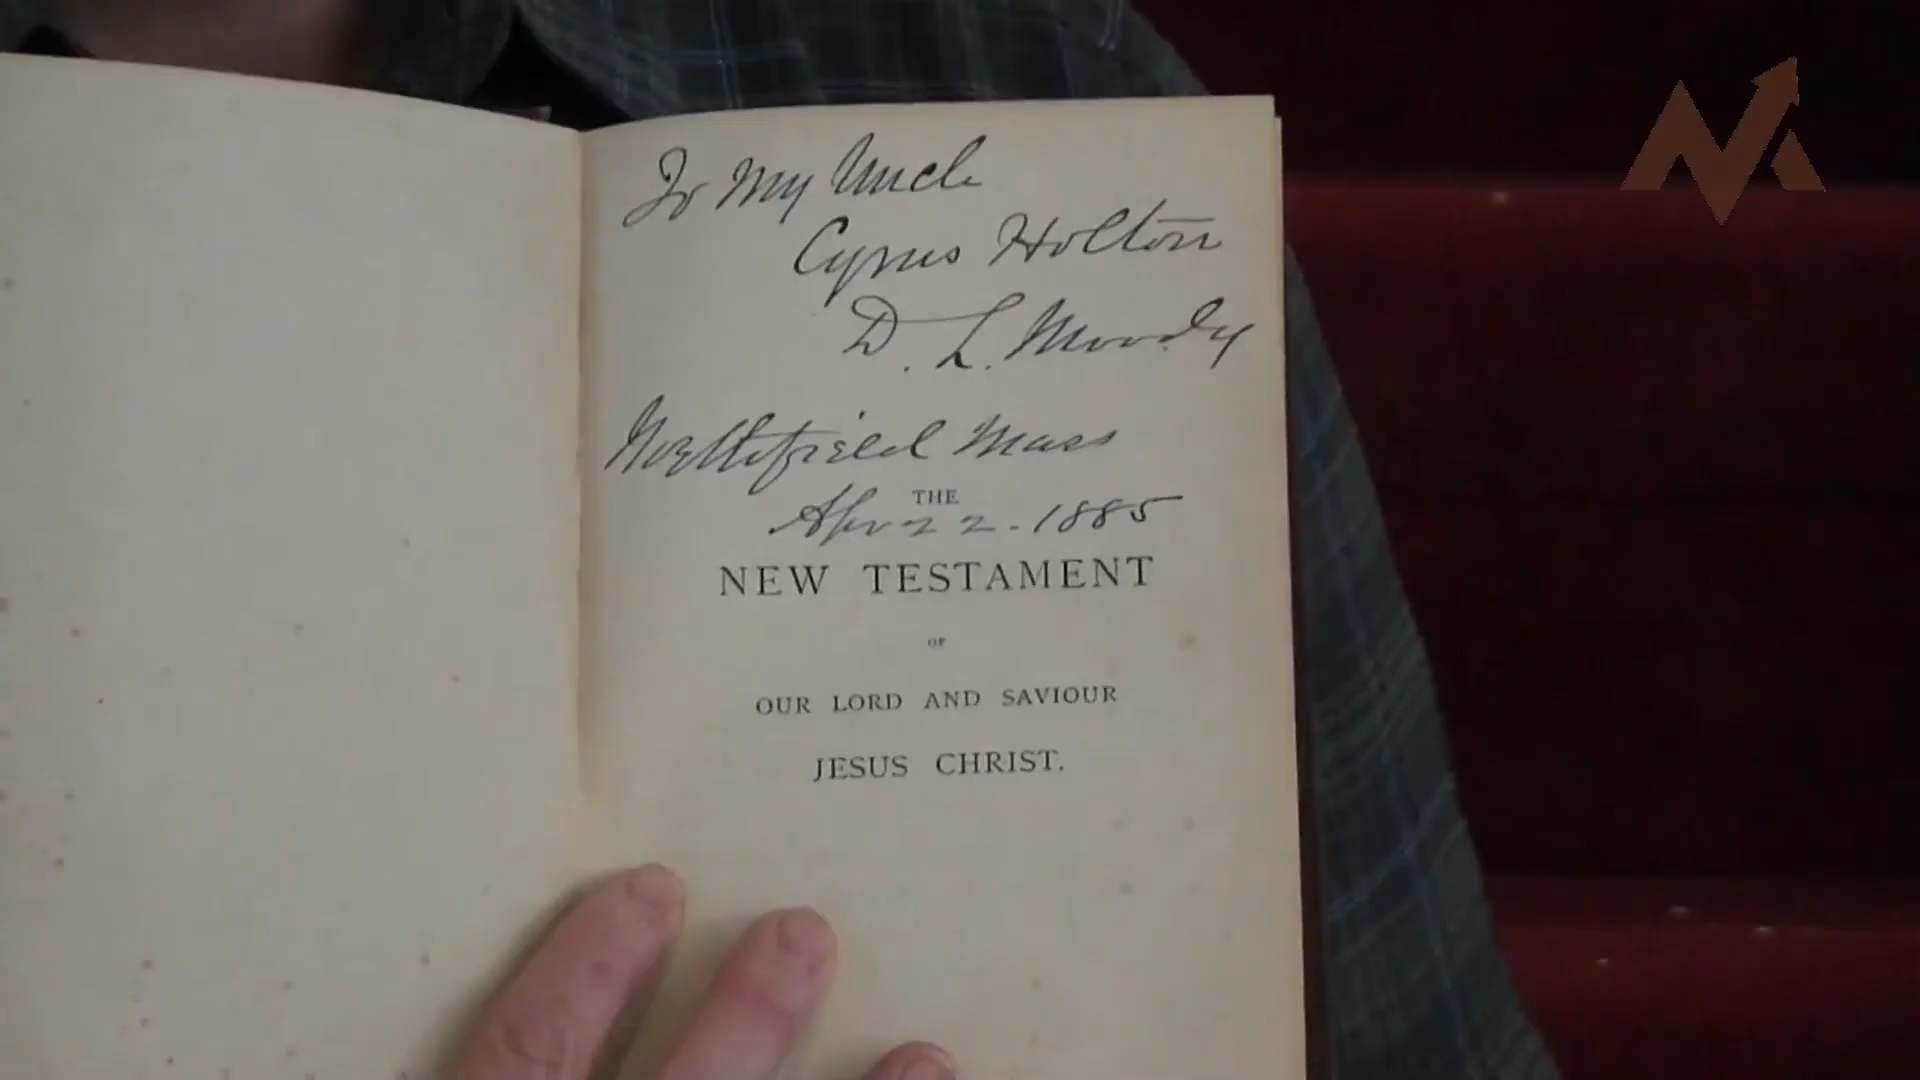 To My Uncle
Cyrus Holton
D. L. Moody
Northfield Mass
THE
Apr 22 - 1885
NEW TESTAMENT
OF
OUR LORD AND SAVIOUR
JESUS CHRIST.